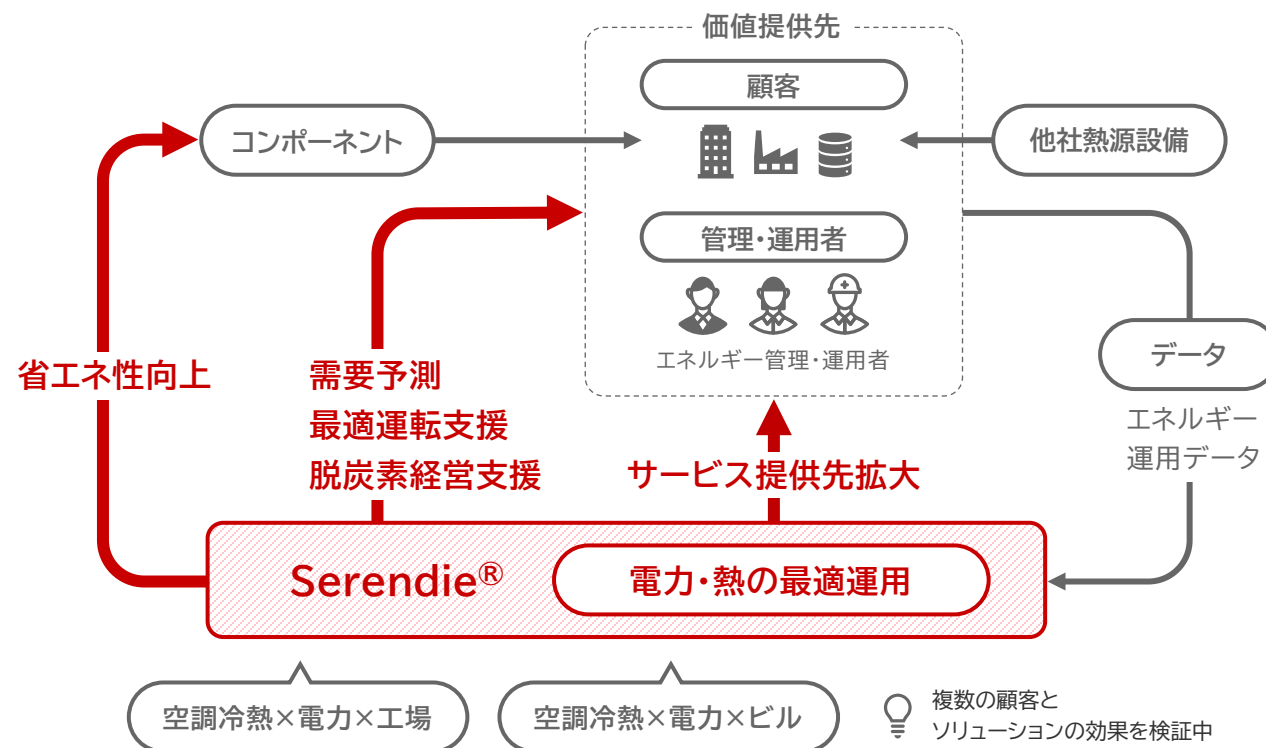 価値提供先
顧客
コンポーネント
他社熱源設備
管理・運用者
エネルギー管理・運用者
データ
エネルギー
運用データ
省エネ性向上
需要予測
最適運転支援
脱炭素経営支援
サービス提供先拡大
Serendie®
電力・熱の最適運用
空調冷熱×電力×工場
空調冷熱×電力×ビル
複数の顧客と
ソリューションの効果を検証中